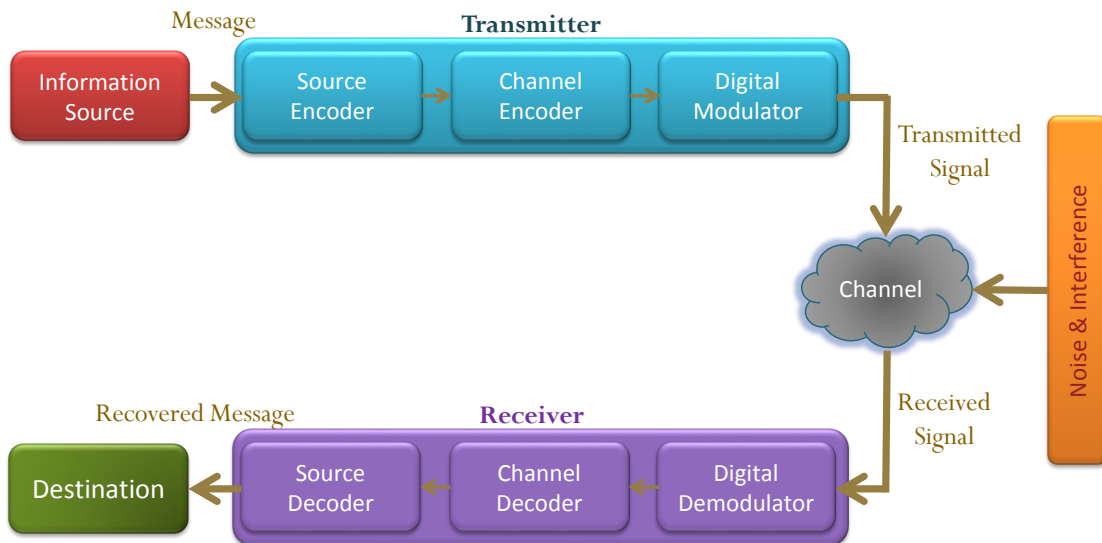 Message
Transmitter
Information
Source
Source
Encoder
Channel
Encoder
Digital
Modulator
Transmitted
Signal
Noise & Interference
Channel
Received
Signal
Recovered Message
Receiver
Destination
Source
Decoder
Channel
Decoder
Digital
Demodulator